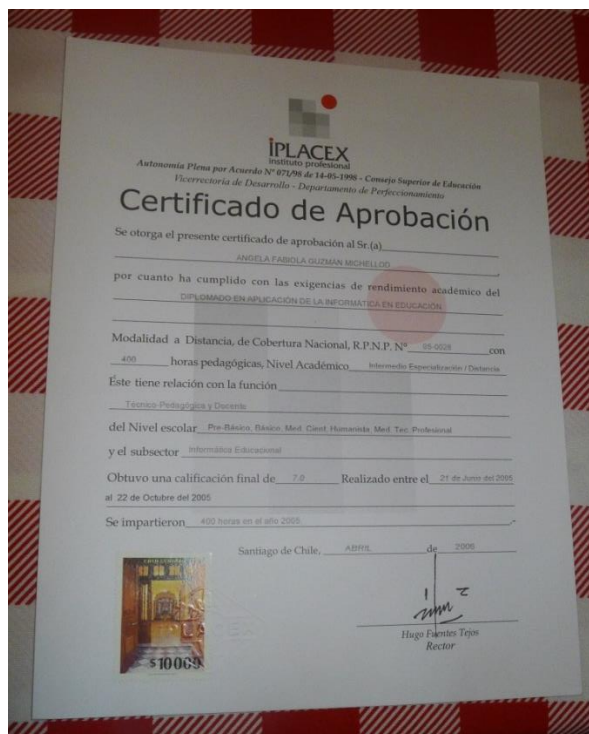 IPLACEX
instituto profesional
Autonomía Plena por Acuerdo N° 071/98 de 14-05-1998 - Consejo Superior de Educación
Vicerrectoría de Desarrollo - Departamento de Perfeccionamiento
Certificado de Aprobación
Se otorga el presente certificado de aprobación al Sr.(a)
ANGELA FABIOLA GUZMÁN MICHELLOD
por cuanto ha cumplido con las exigencias de rendimiento académico del
DIPLOMADO EN APLICACIÓN DE LA INFORMÁTICA EN EDUCACIÓN
Modalidad a Distancia, de Cobertura Nacional, R.P.N.P. N° 05-0028 con
400 horas pedagógicas, Nivel Académico Intermedio Especialización / Distancia
Éste tiene relación con la función
Técnico-Pedagógica y Docente
del Nivel escolar Pre-Básico, Básico, Med. Cient. Humanista, Med. Tec. Profesional
y el subsector Informática Educacional
Obtuvo una calificación final de 7.0 Realizado entre el 21 de Junio del 2005
al 22 de Octubre del 2005
Se impartieron 400 horas en el año 2005 .-
Santiago de Chile, ABRIL de 2006
Hugo Fuentes Tejos
Rector
$10000